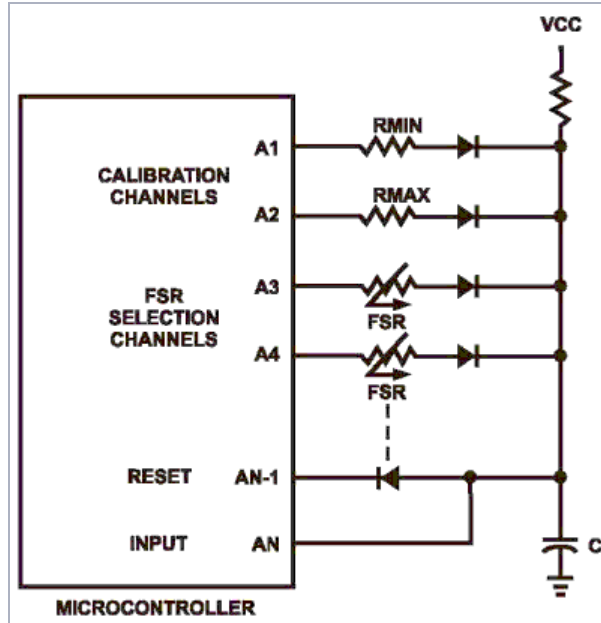 VCC
RMIN
A1
CALIBRATION
CHANNELS
RMAX
A2
A3
FSR
FSR
SELECTION
CHANNELS
A4
FSR
RESET
AN-1
INPUT
AN
C
MICROCONTROLLER